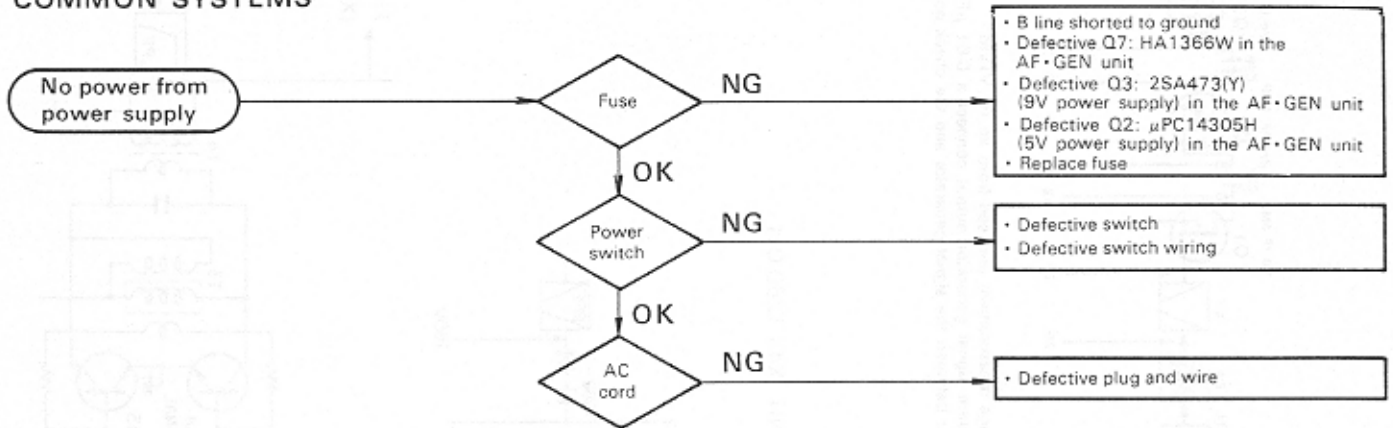 COMMON SYSTEMS
No power from
power supply
Fuse
NG
• B line shorted to ground
• Defective Q7: HA1366W in the
AF•GEN unit
• Defective Q3: 2SA473(Y)
(9V power supply) in the AF•GEN unit
• Defective Q2: μPC14305H
(5V power supply) in the AF•GEN unit
• Replace fuse
OK
Power
switch
NG
• Defective switch
• Defective switch wiring
OK
AC
cord
NG
• Defective plug and wire